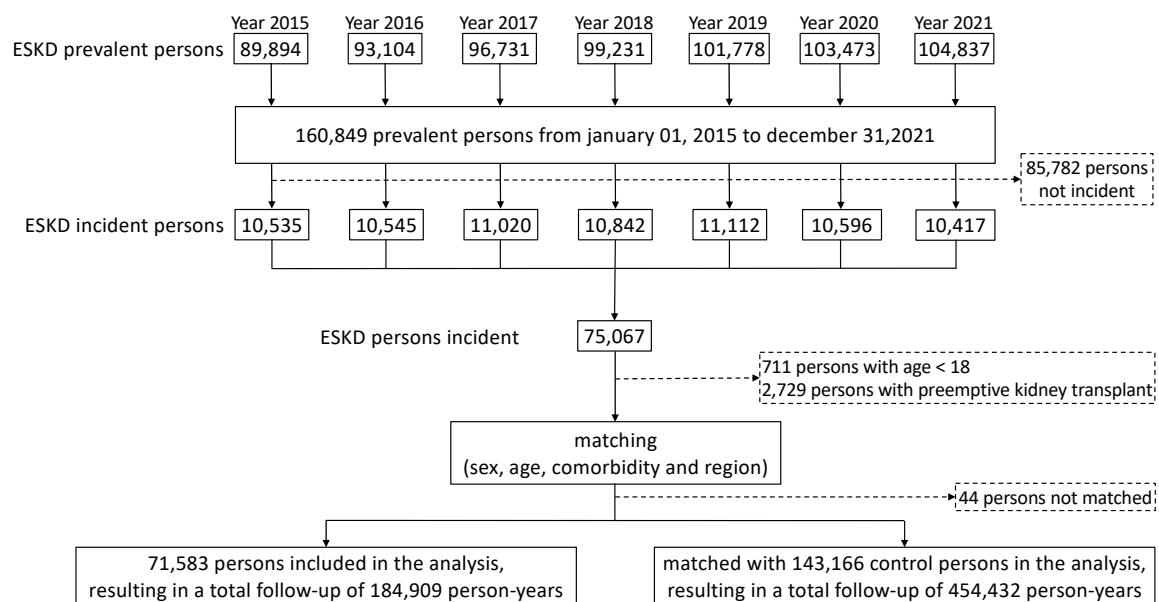 Year 2015 Year 2016 Year 2017 Year 2018 Year 2019 Year 2020 Year 2021
ESKD prevalent persons 89,894 93,104 96,731 99,231 101,778 103,473 104,837
160,849 prevalent persons from january 01, 2015 to december 31,2021
85,782 persons
not incident
ESKD incident persons 10,535 10,545 11,020 10,842 11,112 10,596 10,417
ESKD persons incident 75,067
711 persons with age < 18
2,729 persons with preemptive kidney transplant
matching
(sex, age, comorbidity and region)
44 persons not matched
71,583 persons included in the analysis,
resulting in a total follow-up of 184,909 person-years
matched with 143,166 control persons in the analysis,
resulting in a total follow-up of 454,432 person-years